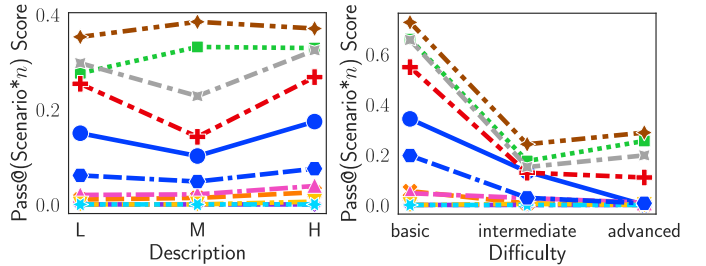 Pass@(Scenario*n) Score
0.4
0.2
0.0
L M H
Description
Pass@(Scenario*n) Score
0.6
0.4
0.2
0.0
basic intermediate advanced
Difficulty